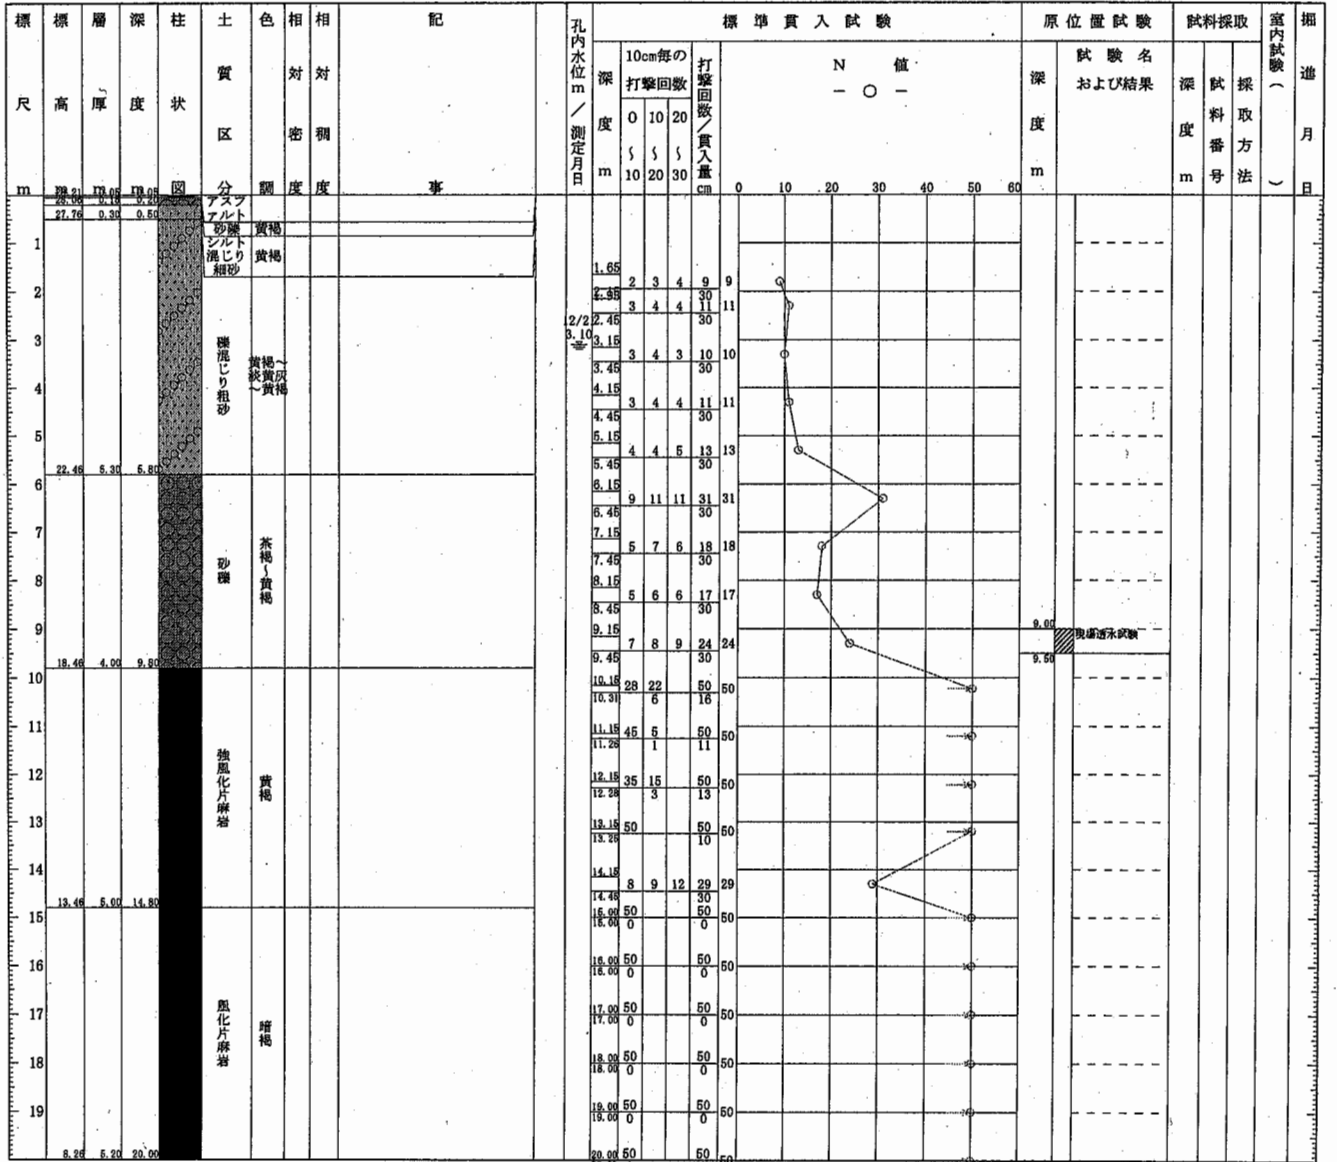 標尺 m
標高 m
層厚 m
深度 m
柱状図
土質区分
色調
相対密度
相対稠度
記事
孔内水位m／測定月日
標準貫入試験
深度 m
10cm毎の打撃回数
0〜10
10〜20
20〜30
打撃回数／貫入量 cm
N 値
0 10 20 30 40 50 60
原位置試験
深度 m
試験名および結果
試料採取
深度 m
試料番号
採取方法
室内試験（ ）
掘進月日
0.20
27.76 0.30 0.50
アスファルト
砂礫 黄褐
シルト混じり細砂 黄褐
礫混じり粗砂 黄褐〜淡黄灰〜黄褐
22.46 5.30 5.80
砂礫 茶褐〜黄褐
18.46 4.00 9.80
強風化片麻岩 黄褐
13.46 5.00 14.80
風化片麻岩 暗褐
8.26 5.20 20.00
1
2
3
4
5
6
7
8
9
10
11
12
13
14
15
16
17
18
19
3.10
1.65 2 3 4 9 30 9
1.95
3 4 4 11 30 11
2.45
3.15 3 4 3 10 30 10
3.45
4.15 3 4 4 11 30 11
4.45
5.15 4 4 5 13 30 13
5.45
6.15 9 11 11 31 30 31
6.45
7.15 5 7 6 18 30 18
7.45
8.15 5 6 6 17 30 17
8.45
9.15 7 8 9 24 30 24
9.45
10.15 28 22 50 50
10.31 6 16
11.15 45 5 50 50
11.26 1 11
12.15 35 15 50 50
12.28 3 13
13.15 50 50 50
13.25 10
14.15 8 9 12 29 30 29
14.45
15.00 50 50 50
15.00 0 0
16.00 50 50 50
16.00 0 0
17.00 50 50 50
17.00 0 0
18.00 50 50 50
18.00 0 0
19.00 50 50 50
19.00 0 0
20.00 50 50 50
9.00
現場透水試験
9.50